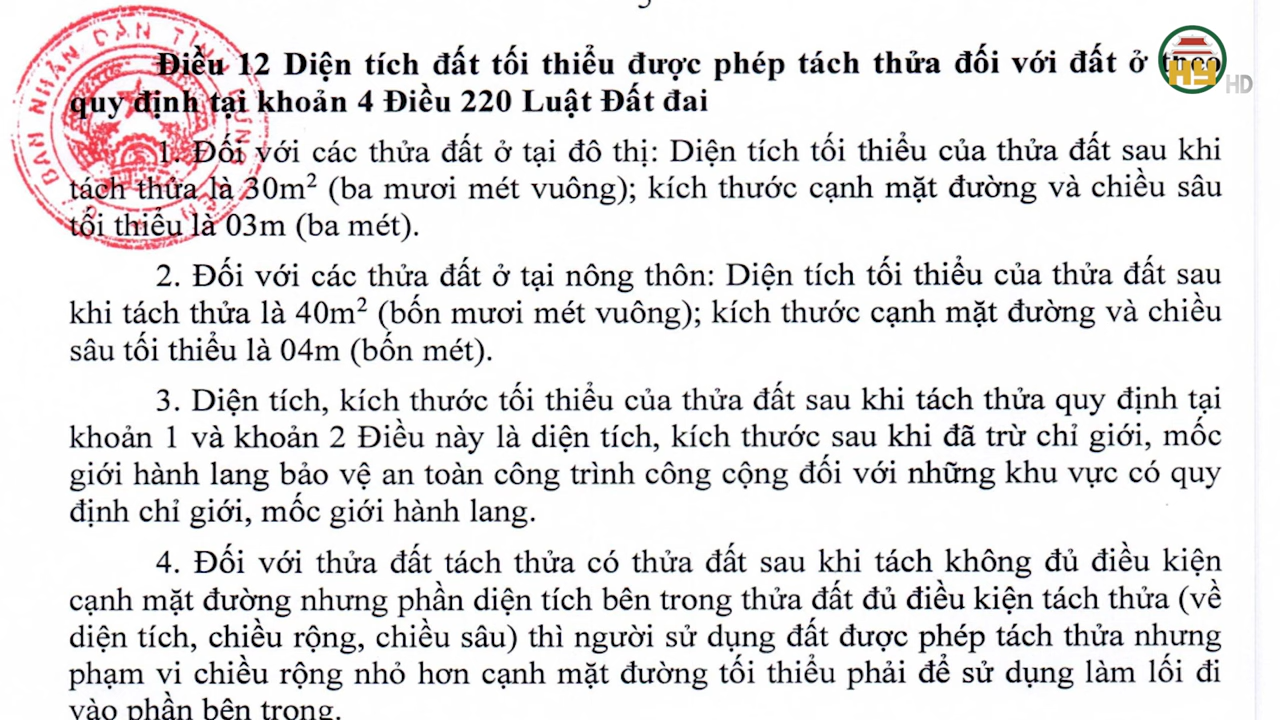 BAN NHÂN DÂN TỈNH HƯNG YÊN
HY HD
Điều 12 Diện tích đất tối thiểu được phép tách thửa đối với đất ở theo
quy định tại khoản 4 Điều 220 Luật Đất đai
1. Đối với các thửa đất ở tại đô thị: Diện tích tối thiểu của thửa đất sau khi
tách thửa là 30m² (ba mươi mét vuông); kích thước cạnh mặt đường và chiều sâu
tối thiểu là 03m (ba mét).
2. Đối với các thửa đất ở tại nông thôn: Diện tích tối thiểu của thửa đất sau
khi tách thửa là 40m² (bốn mươi mét vuông); kích thước cạnh mặt đường và chiều
sâu tối thiểu là 04m (bốn mét).
3. Diện tích, kích thước tối thiểu của thửa đất sau khi tách thửa quy định tại
khoản 1 và khoản 2 Điều này là diện tích, kích thước sau khi đã trừ chỉ giới, mốc
giới hành lang bảo vệ an toàn công trình công cộng đối với những khu vực có quy
định chỉ giới, mốc giới hành lang.
4. Đối với thửa đất tách thửa có thửa đất sau khi tách không đủ điều kiện
cạnh mặt đường nhưng phần diện tích bên trong thửa đất đủ điều kiện tách thửa (về
diện tích, chiều rộng, chiều sâu) thì người sử dụng đất được phép tách thửa nhưng
phạm vi chiều rộng nhỏ hơn cạnh mặt đường tối thiểu phải để sử dụng làm lối đi
vào phần bên trong.